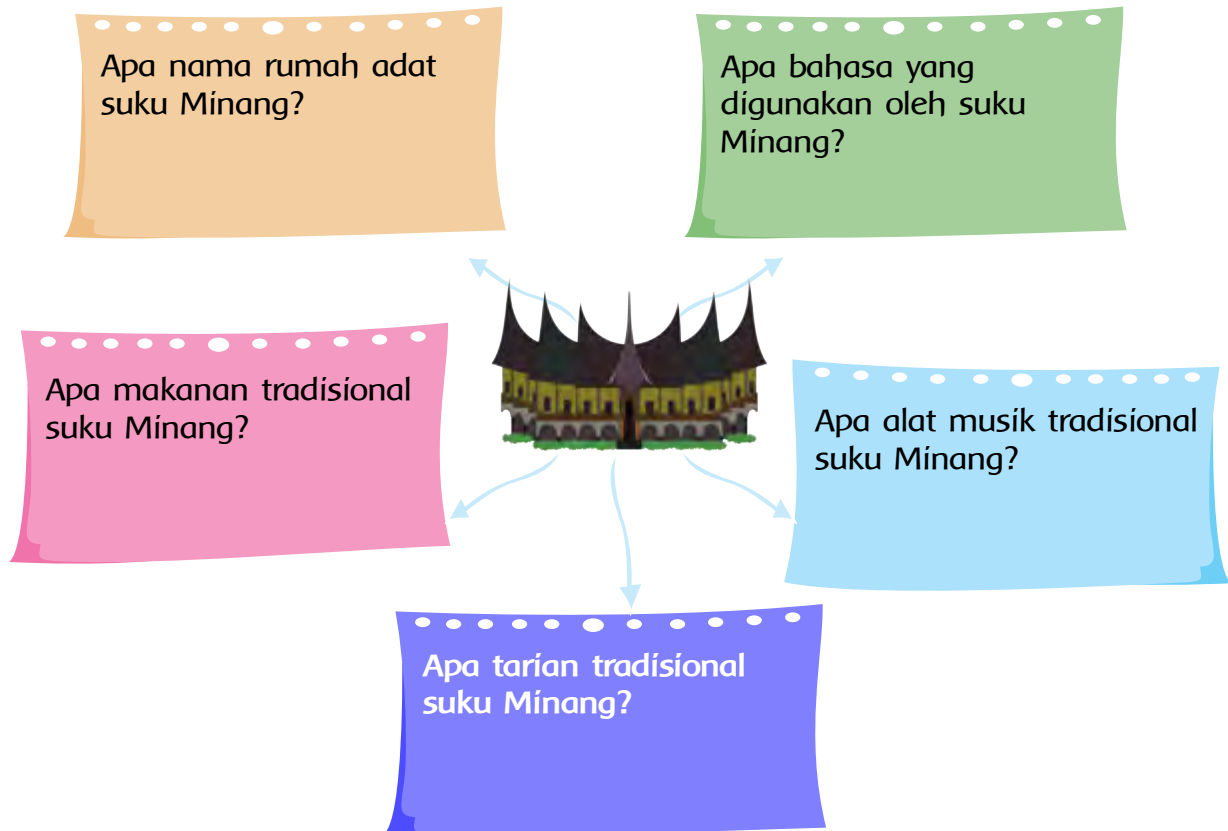 Apa nama rumah adat
suku Minang?
Apa bahasa yang
digunakan oleh suku
Minang?
Apa makanan tradisional
suku Minang?
Apa alat musik tradisional
suku Minang?
Apa tarian tradisional
suku Minang?